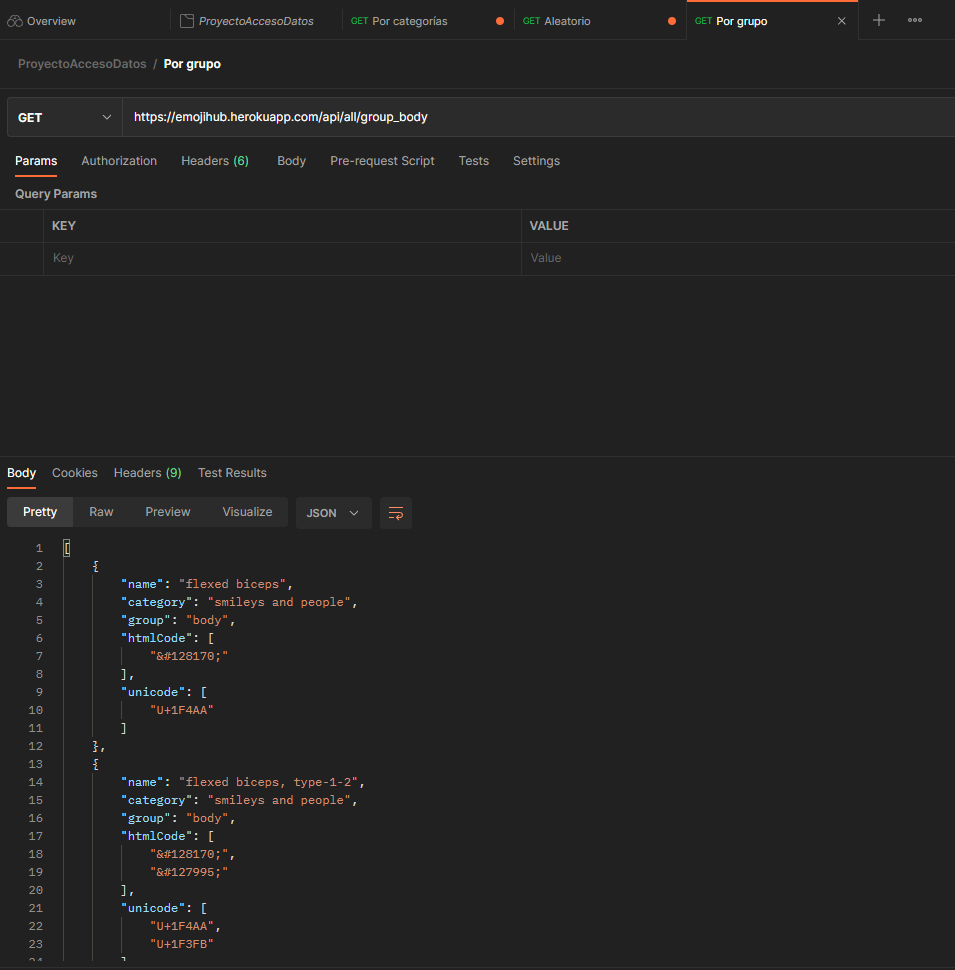 Overview ProyectoAccesoDatos GET Por categorías GET Aleatorio GET Por grupo
ProyectoAccesoDatos / Por grupo
GET https://emojihub.herokuapp.com/api/all/group_body
Params Authorization Headers (6) Body Pre-request Script Tests Settings
Query Params
KEY VALUE
Key Value
Body Cookies Headers (9) Test Results
Pretty Raw Preview Visualize JSON
1 [
2 {
3 "name": "flexed biceps",
4 "category": "smileys and people",
5 "group": "body",
6 "htmlCode": [
7 "&#128170;"
8 ],
9 "unicode": [
10 "U+1F4AA"
11 ]
12 },
13 {
14 "name": "flexed biceps, type-1-2",
15 "category": "smileys and people",
16 "group": "body",
17 "htmlCode": [
18 "&#128170;",
19 "&#127995;"
20 ],
21 "unicode": [
22 "U+1F4AA",
23 "U+1F3FB"
24 ]